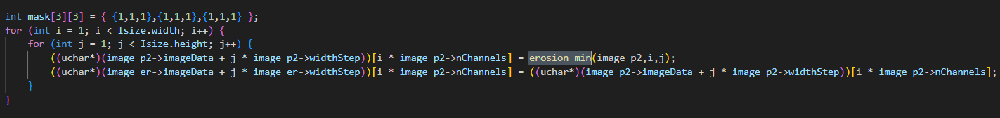 int mask[3][3] = { {1,1,1},{1,1,1},{1,1,1} };
for (int i = 1; i < Isize.width; i++) {
    for (int j = 1; j < Isize.height; j++) {
        ((uchar*)(image_p2->imageData + j * image_p2->widthStep))[i * image_p2->nChannels] = erosion_min(image_p2,i,j);
        ((uchar*)(image_er->imageData + j * image_er->widthStep))[i * image_er->nChannels] = ((uchar*)(image_p2->imageData + j * image_p2->widthStep))[i * image_p2->nChannels];
    }
}